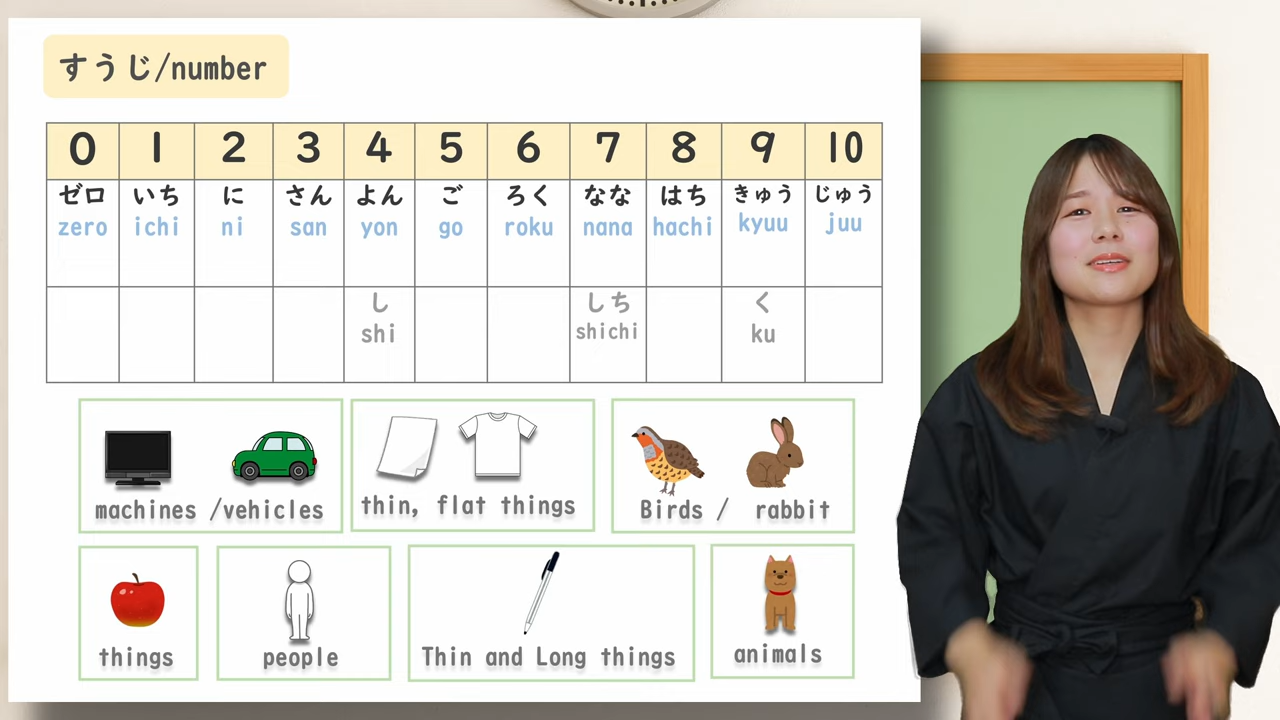 すうじ/number
0 1 2 3 4 5 6 7 8 9 10
ゼロ いち に さん よん ご ろく なな はち きゅう じゅう
zero ichi ni san yon go roku nana hachi kyuu juu
し しち く
shi shichi ku
machines /vehicles
thin, flat things
Birds / rabbit
things
people
Thin and Long things
animals